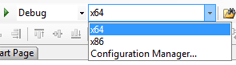 Debug x64
x64
x86
art Page Configuration Manager...